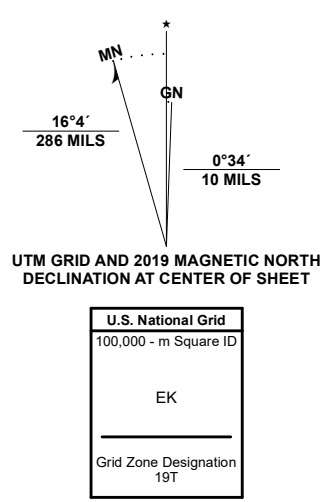 ★
MN
GN
16°4´
286 MILS
0°34´
10 MILS
UTM GRID AND 2019 MAGNETIC NORTH
DECLINATION AT CENTER OF SHEET
U.S. National Grid
100,000 - m Square ID
EK
Grid Zone Designation
19T